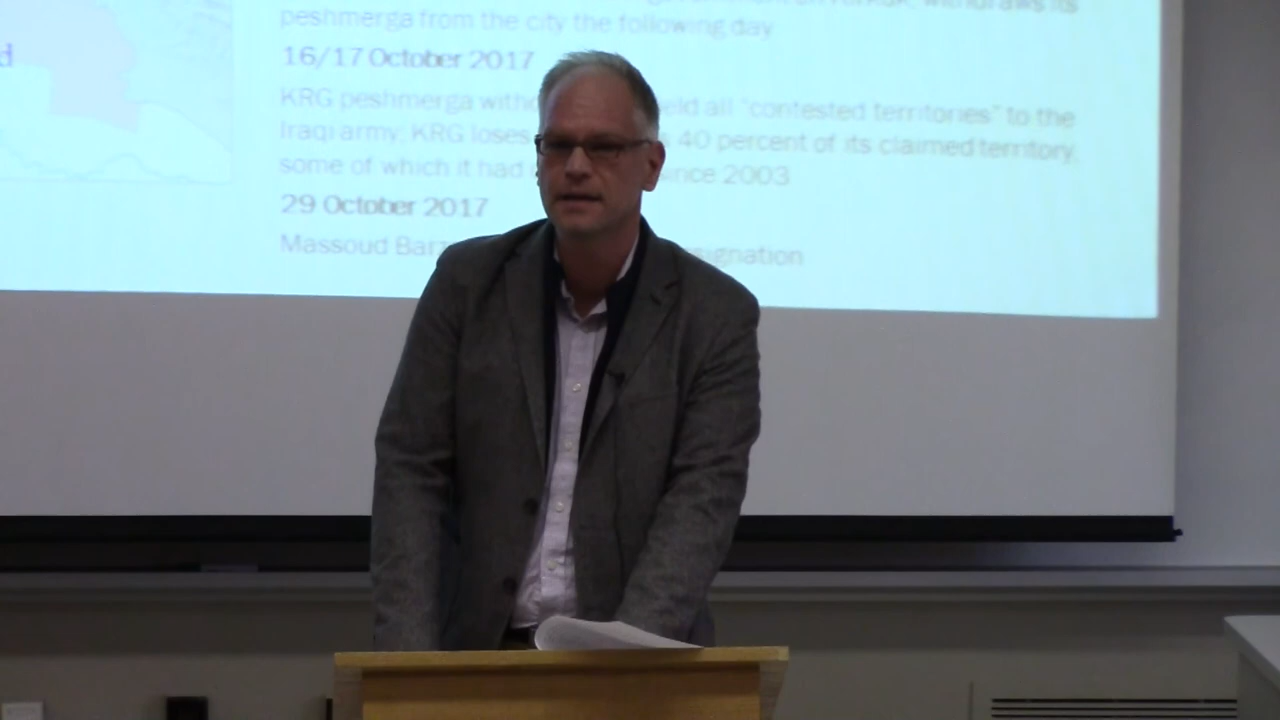 d
withdraws its
peshmerga from the city the following day
16/17 October 2017
KRG peshmerga all "contested territories" to the
Iraqi army; KRG loses 40 percent of its claimed territory,
some of which it had 2003
29 October 2017
Massoud